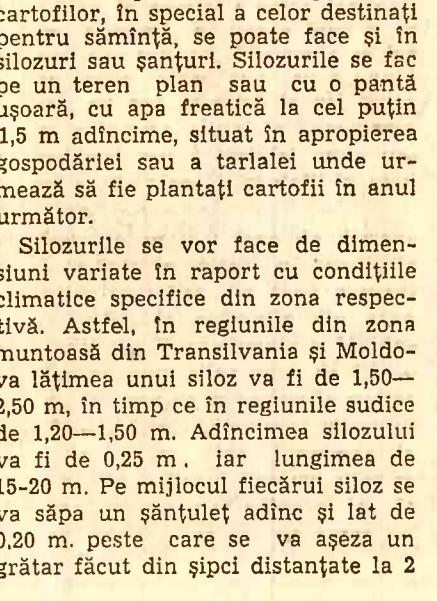 cartofilor, în special a celor destinați
pentru sămînță, se poate face și în
silozuri sau șanțuri. Silozurile se fac
pe un teren plan sau cu o pantă
ușoară, cu apa freatică la cel puțin
1,5 m adîncime, situat în apropierea
gospodăriei sau a tarlalei unde ur-
mează să fie plantați cartofii în anul
următor.
Silozurile se vor face de dimen-
siuni variate în raport cu condițiile
climatice specifice din zona respec-
tivă. Astfel, în regiunile din zona
muntoasă din Transilvania și Moldo-
va lățimea unui siloz va fi de 1,50—
2,50 m, în timp ce în regiunile sudice
de 1,20—1,50 m. Adîncimea silozului
va fi de 0,25 m. iar lungimea de
15-20 m. Pe mijlocul fiecărui siloz se
va săpa un șănțuleț adînc și lat de
0,20 m. peste care se va așeza un
grătar făcut din șipci distanțate la 2